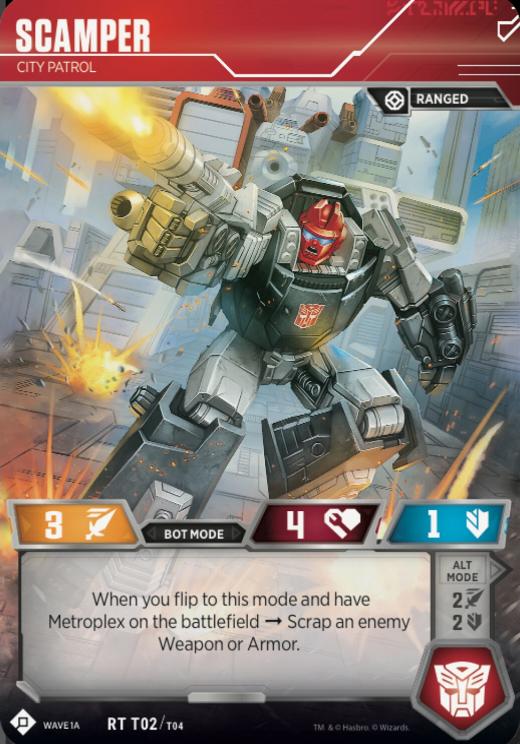 SCAMPER
CITY PATROL
RANGED
3
BOT MODE
4
1
ALT
MODE
2
2
When you flip to this mode and have
Metroplex on the battlefield → Scrap an enemy
Weapon or Armor.
WAVE 1A
RT T02/T04
TM & © Hasbro. © Wizards.